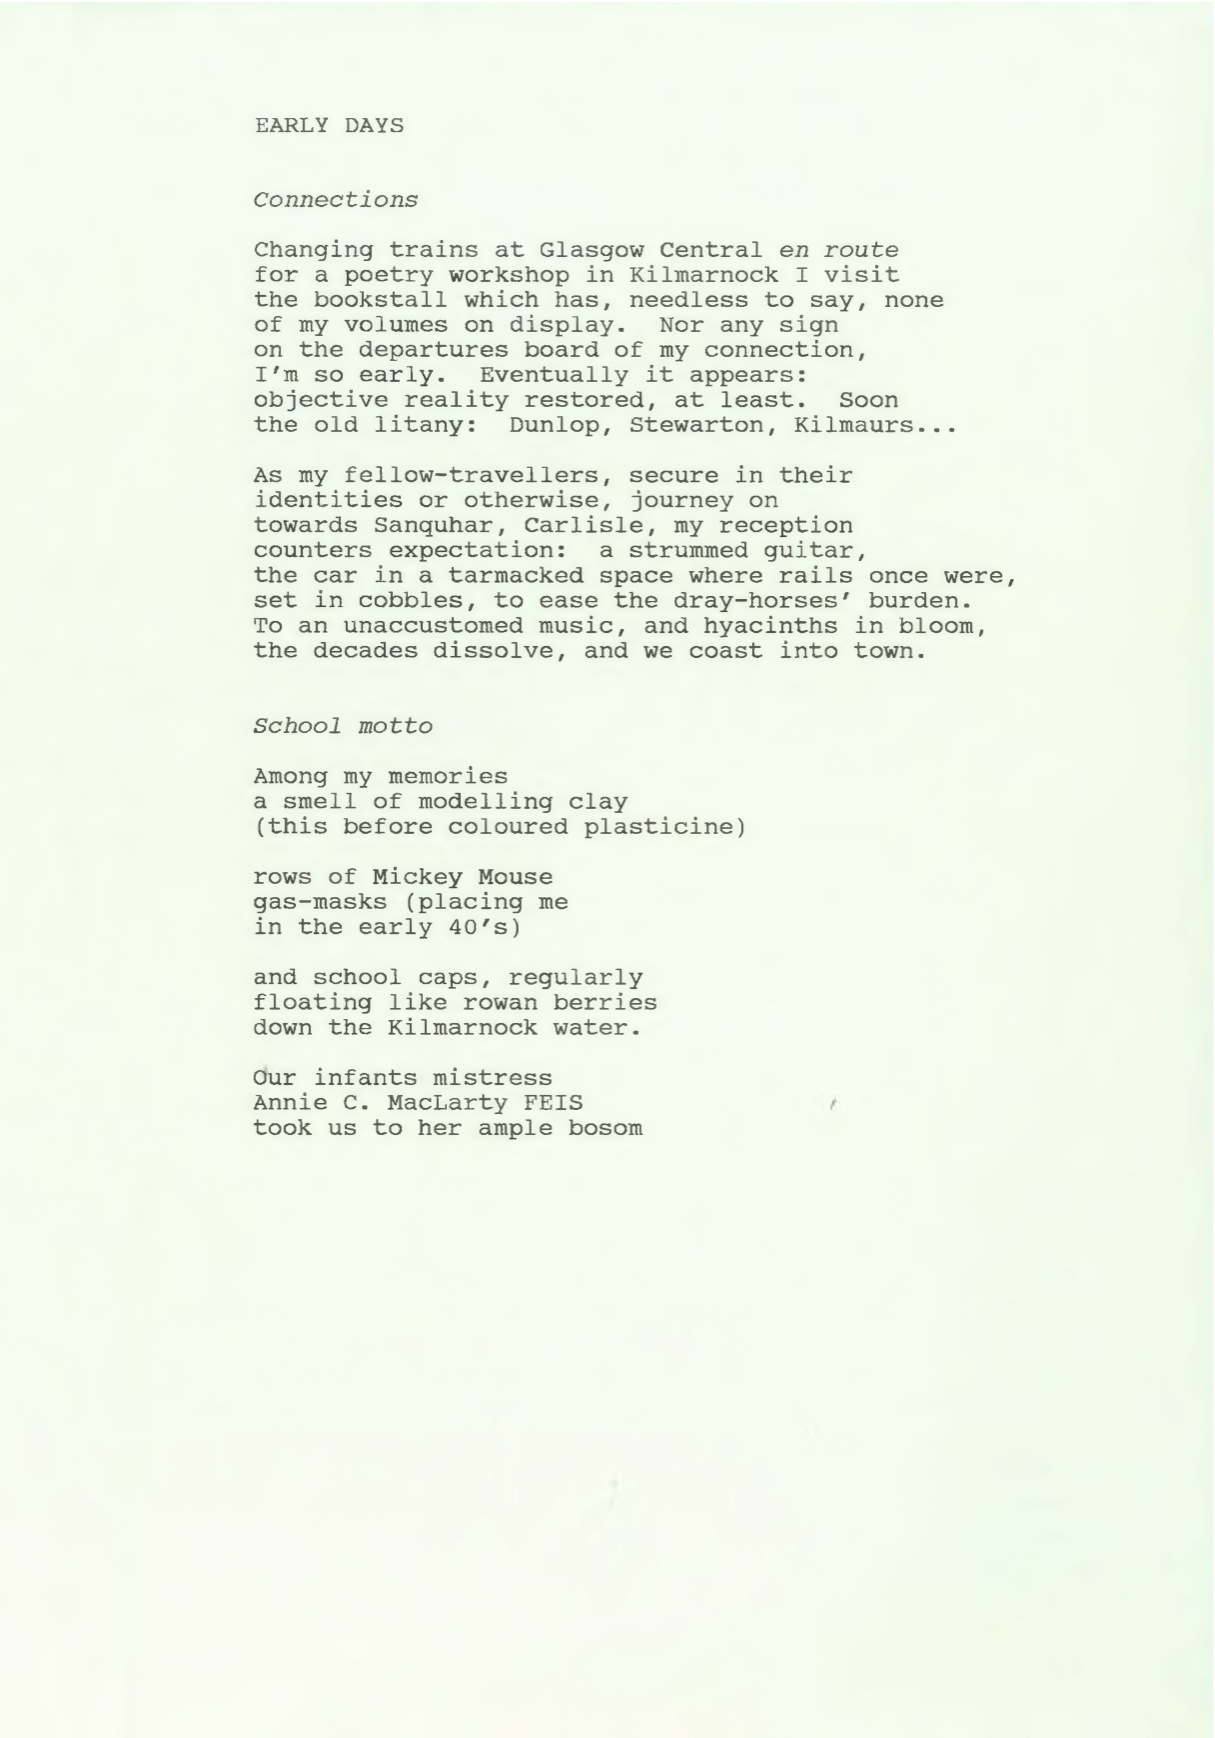 EARLY DAYS
Connections
Changing trains at Glasgow Central en route
for a poetry workshop in Kilmarnock I visit
the bookstall which has, needless to say, none
of my volumes on display.  Nor any sign
on the departures board of my connection,
I'm so early.  Eventually it appears:
objective reality restored, at least.  Soon
the old litany:  Dunlop, Stewarton, Kilmaurs...
As my fellow-travellers, secure in their
identities or otherwise, journey on
towards Sanquhar, Carlisle, my reception
counters expectation:  a strummed guitar,
the car in a tarmacked space where rails once were,
set in cobbles, to ease the dray-horses' burden.
To an unaccustomed music, and hyacinths in bloom,
the decades dissolve, and we coast into town.
School motto
Among my memories
a smell of modelling clay
(this before coloured plasticine)
rows of Mickey Mouse
gas-masks (placing me
in the early 40's)
and school caps, regularly
floating like rowan berries
down the Kilmarnock water.
Our infants mistress
Annie C. MacLarty FEIS
took us to her ample bosom